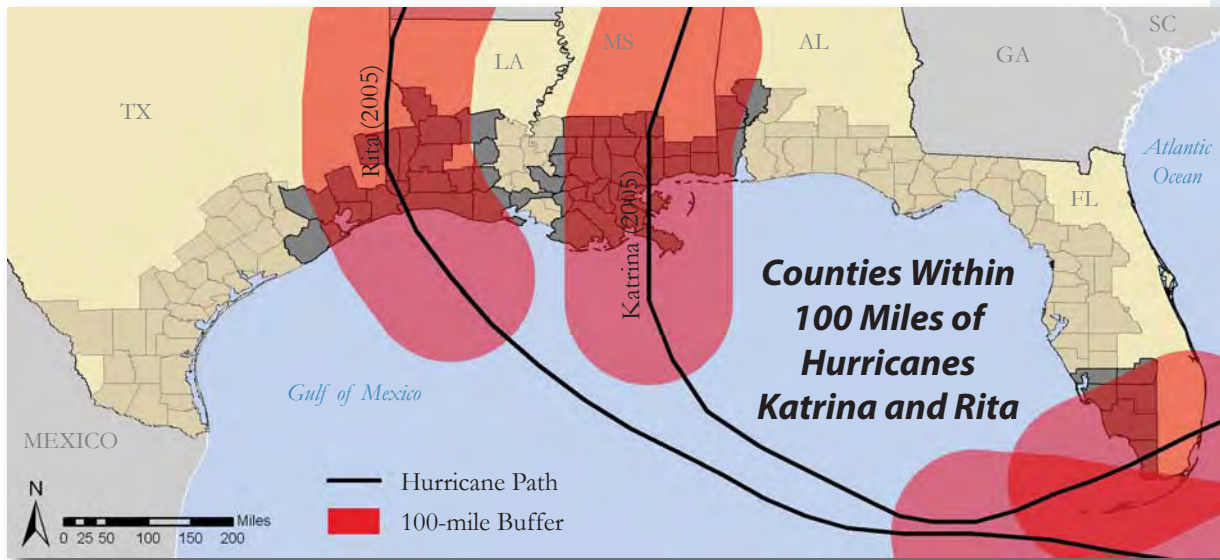 SC
MS
AL
GA
LA
TX
Rita (2005)
Atlantic
Ocean
FL
Katrina (2005)
Counties Within
100 Miles of
Hurricanes
Katrina and Rita
Gulf of Mexico
MEXICO
N
Hurricane Path
100-mile Buffer
Miles
0 25 50 100 150 200